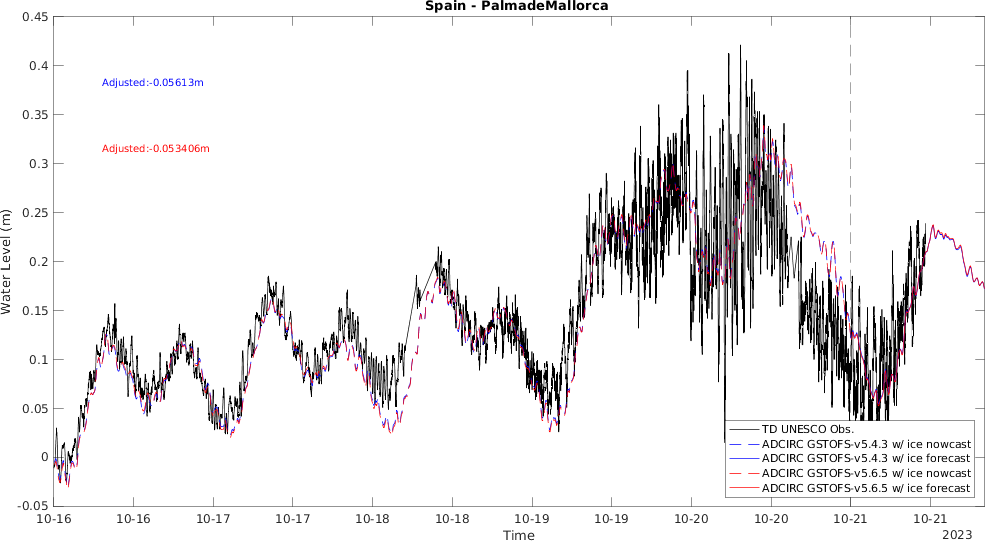 Spain - PalmadeMallorca
0.45
0.4
0.35
0.3
0.25
0.2
0.15
0.1
0.05
0
-0.05
Water Level (m)
Adjusted:-0.05613m
Adjusted:-0.053406m
TD UNESCO Obs.
ADCIRC GSTOFS-v5.4.3 w/ ice nowcast
ADCIRC GSTOFS-v5.4.3 w/ ice forecast
ADCIRC GSTOFS-v5.6.5 w/ ice nowcast
ADCIRC GSTOFS-v5.6.5 w/ ice forecast
10-16 10-16 10-17 10-17 10-18 10-18 10-19 10-19 10-20 10-20 10-21 10-21
Time
2023